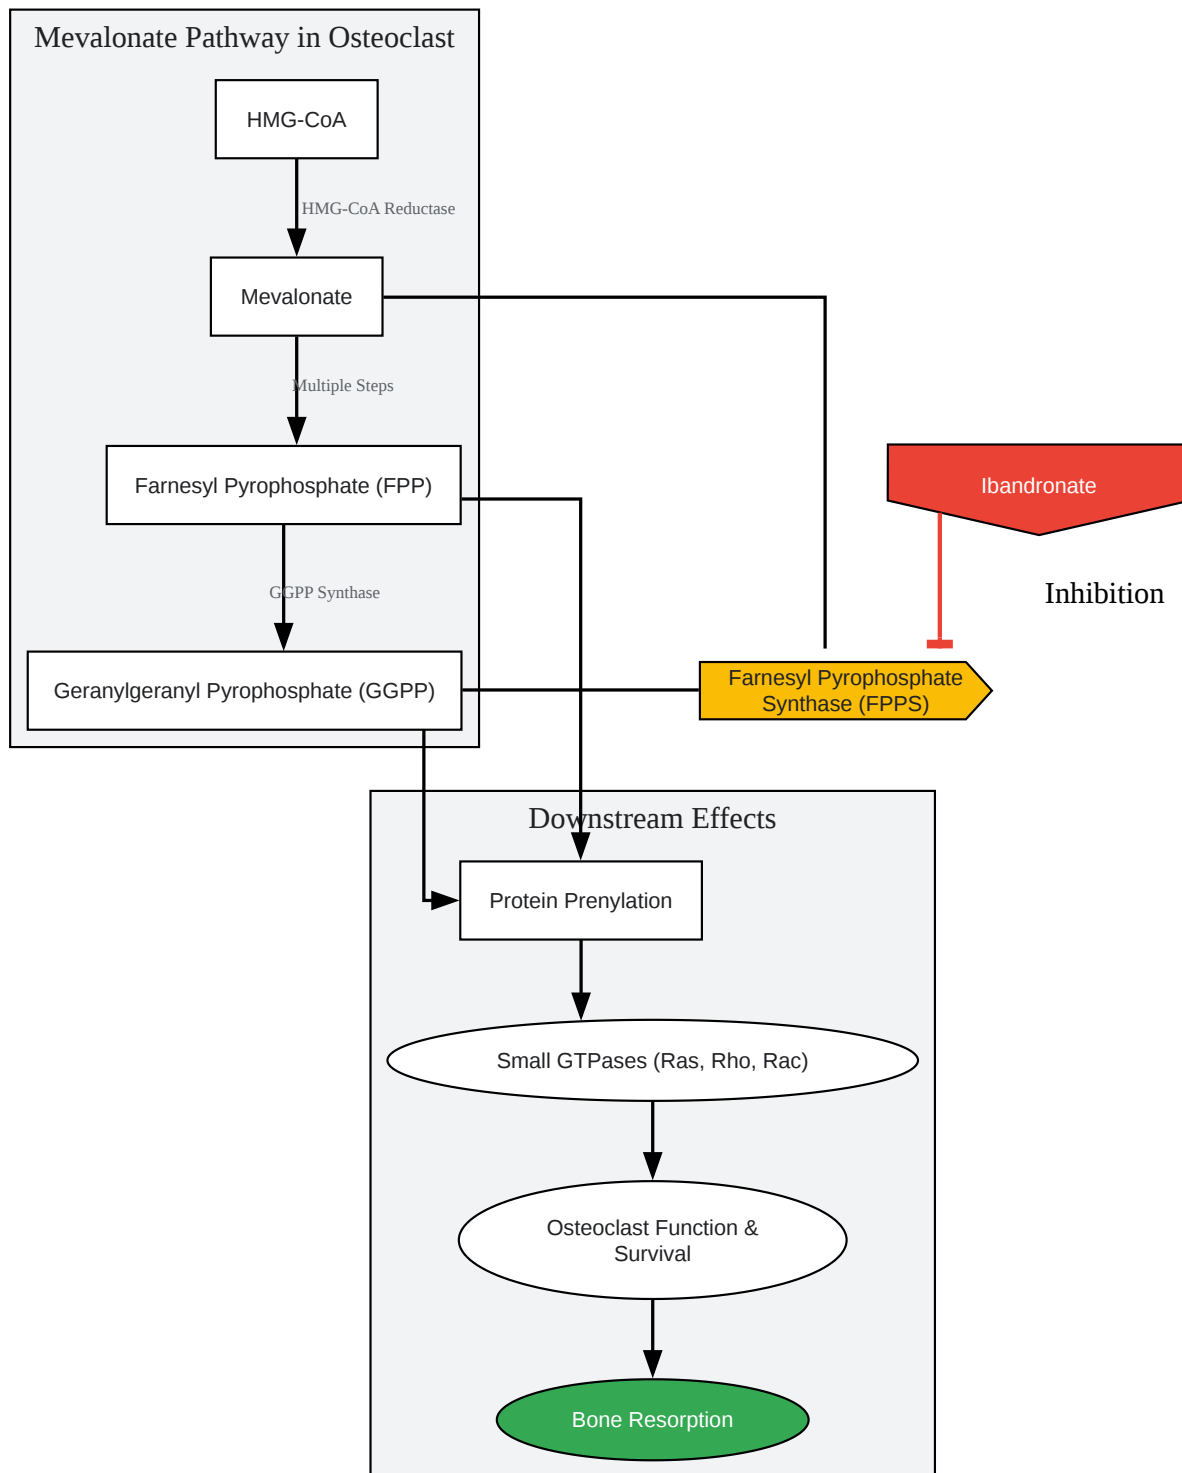 Mevalonate Pathway in Osteoclast
HMG-CoA
HMG-CoA Reductase
Mevalonate
Multiple Steps
Farnesyl Pyrophosphate (FPP)
Ibandronate
GGPP Synthase
Inhibition
Geranylgeranyl Pyrophosphate (GGPP)
Farnesyl Pyrophosphate
Synthase (FPPS)
Downstream Effects
Protein Prenylation
Small GTPases (Ras, Rho, Rac)
Osteoclast Function &
Survival
Bone Resorption